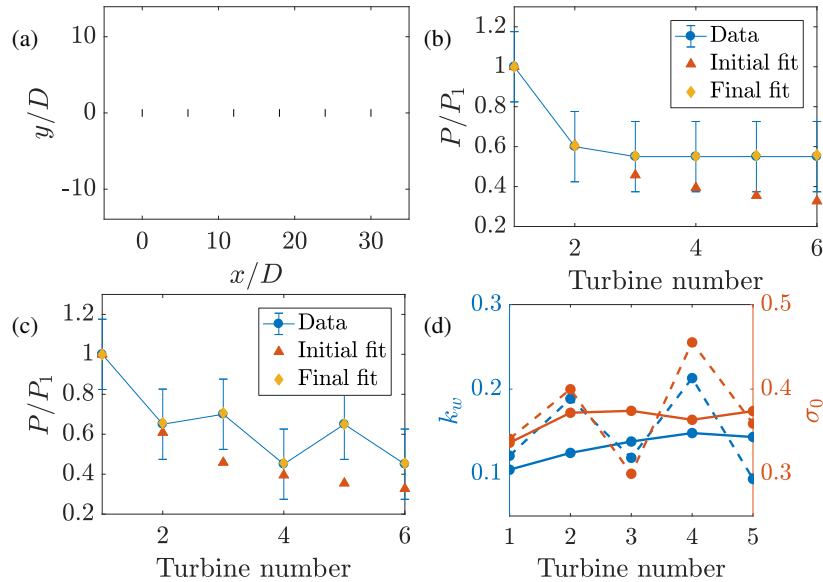 (a)
10
0
-10
y/D
0
10
20
30
x/D
(b)
1.2
1
0.8
0.6
0.4
0.2
P/P₁
Data
Initial fit
Final fit
2
4
6
Turbine number
(c)
1.2
1
0.8
0.6
0.4
0.2
P/P₁
Data
Initial fit
Final fit
2
4
6
Turbine number
(d)
0.3
0.2
0.1
k_w
0.5
0.4
0.3
σ₀
1
2
3
4
5
Turbine number